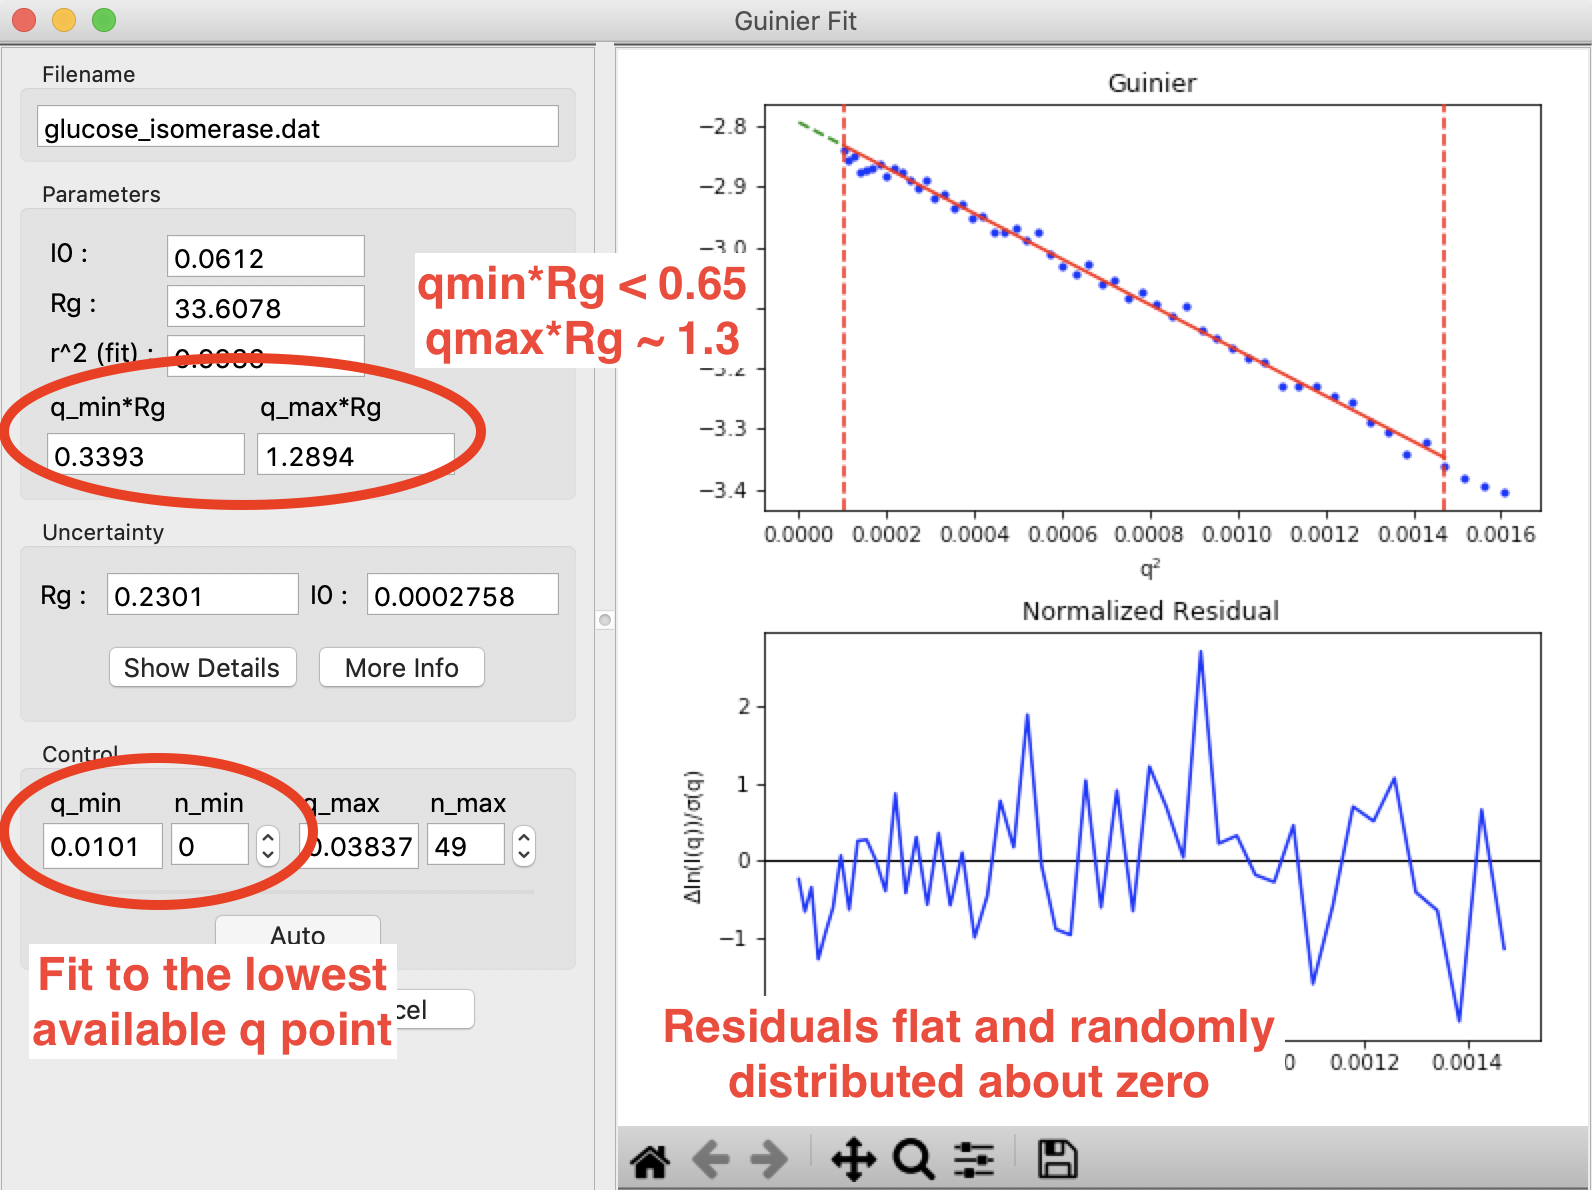 Guinier Fit
Filename
glucose_isomerase.dat
Parameters
I0 :
0.0612
Rg :
33.6078
r^2 (fit) :
q_min*Rg
q_max*Rg
0.3393
1.2894
qmin*Rg < 0.65
qmax*Rg ~ 1.3
Uncertainty
Rg :
0.2301
I0 :
0.0002758
Show Details
More Info
Control
q_min
n_min
q_max
n_max
0.0101
0
0.03837
49
Auto
Fit to the lowest
available q point
cel
Guinier
−2.8
−2.9
−3.0
−3.2
−3.3
−3.4
0.0000
0.0002
0.0004
0.0006
0.0008
0.0010
0.0012
0.0014
0.0016
q²
Normalized Residual
Δln(I(q))/σ(q)
2
1
0
−1
Residuals flat and randomly
distributed about zero
0
0.0012
0.0014